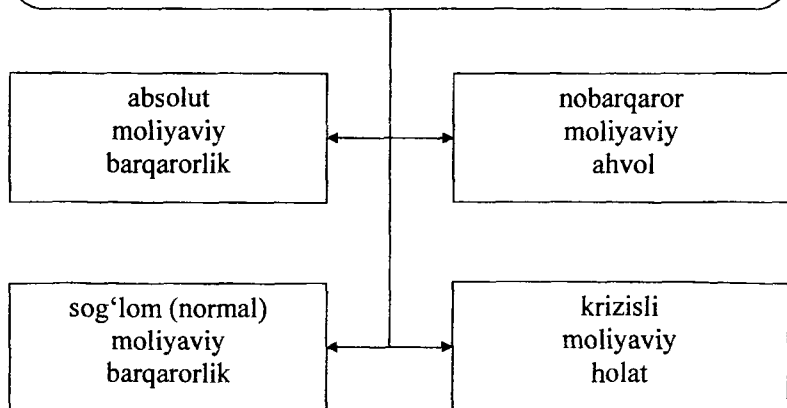 absolut
moliyaviy
barqarorlik
nobarqaror
moliyaviy
ahvol
sog‘lom (normal)
moliyaviy
barqarorlik
krizisli
moliyaviy
holat